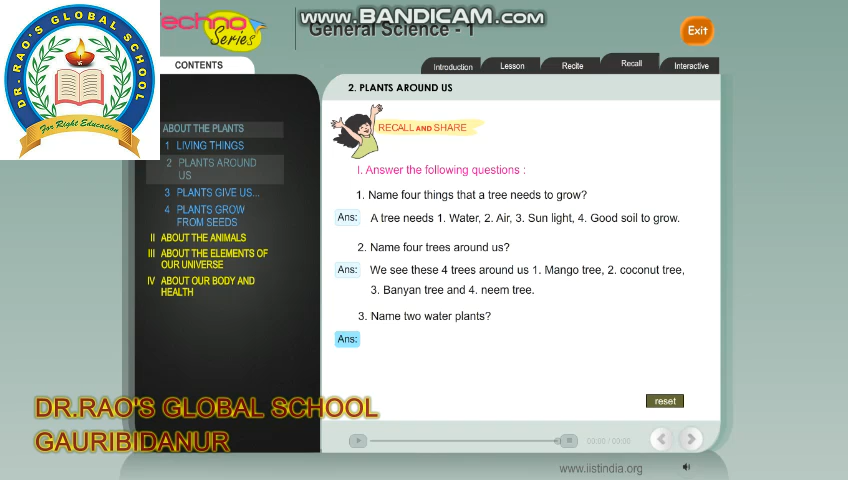 www.BANDICAM.com
DR.RAO'S GLOBAL SCHOOL
For Right Education
Techno
Series
General Science - 1
Exit
CONTENTS
Introduction
Lesson
Recite
Recall
Interactive
2. PLANTS AROUND US
ABOUT THE PLANTS
1 LIVING THINGS
2 PLANTS AROUND
US
3 PLANTS GIVE US...
4 PLANTS GROW
FROM SEEDS
II ABOUT THE ANIMALS
III ABOUT THE ELEMENTS OF
OUR UNIVERSE
IV ABOUT OUR BODY AND
HEALTH
RECALL AND SHARE
I. Answer the following questions :
1. Name four things that a tree needs to grow?
Ans: A tree needs 1. Water, 2. Air, 3. Sun light, 4. Good soil to grow.
2. Name four trees around us?
Ans: We see these 4 trees around us 1. Mango tree, 2. coconut tree,
3. Banyan tree and 4. neem tree.
3. Name two water plants?
Ans:
reset
DR.RAO'S GLOBAL SCHOOL
GAURIBIDANUR
00:00 / 00:00
www.iistindia.org